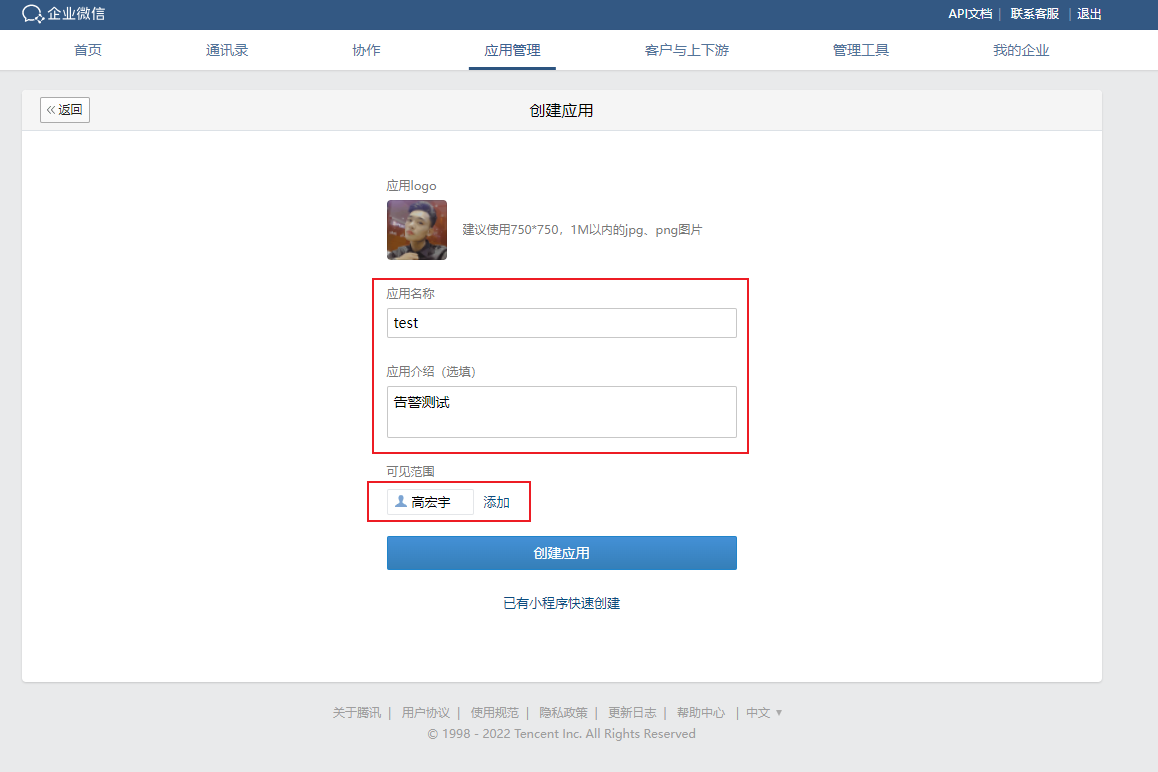 企业微信 API文档 | 联系客服 | 退出
首页 通讯录 协作 应用管理 客户与上下游 管理工具 我的企业
« 返回 创建应用
应用logo
建议使用750*750，1M以内的jpg、png图片
应用名称
test
应用介绍（选填）
告警测试
可见范围
高宏宇 添加
创建应用
已有小程序快速创建
关于腾讯 | 用户协议 | 使用规范 | 隐私政策 | 更新日志 | 帮助中心 | 中文 ▼
© 1998 - 2022 Tencent Inc. All Rights Reserved